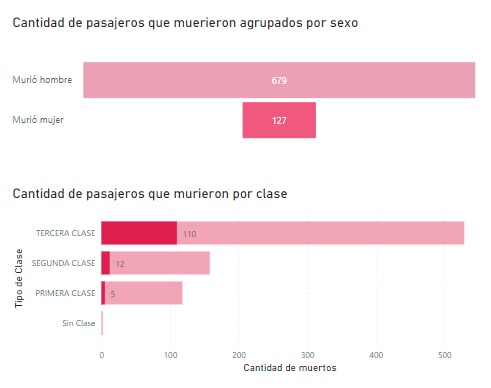 Cantidad de pasajeros que muerieron agrupados por sexo
Murió hombre
679
Murió mujer
127
Cantidad de pasajeros que murieron por clase
Tipo de Clase
TERCERA CLASE
110
SEGUNDA CLASE
12
PRIMERA CLASE
5
Sin Clase
0 100 200 300 400 500
Cantidad de muertos